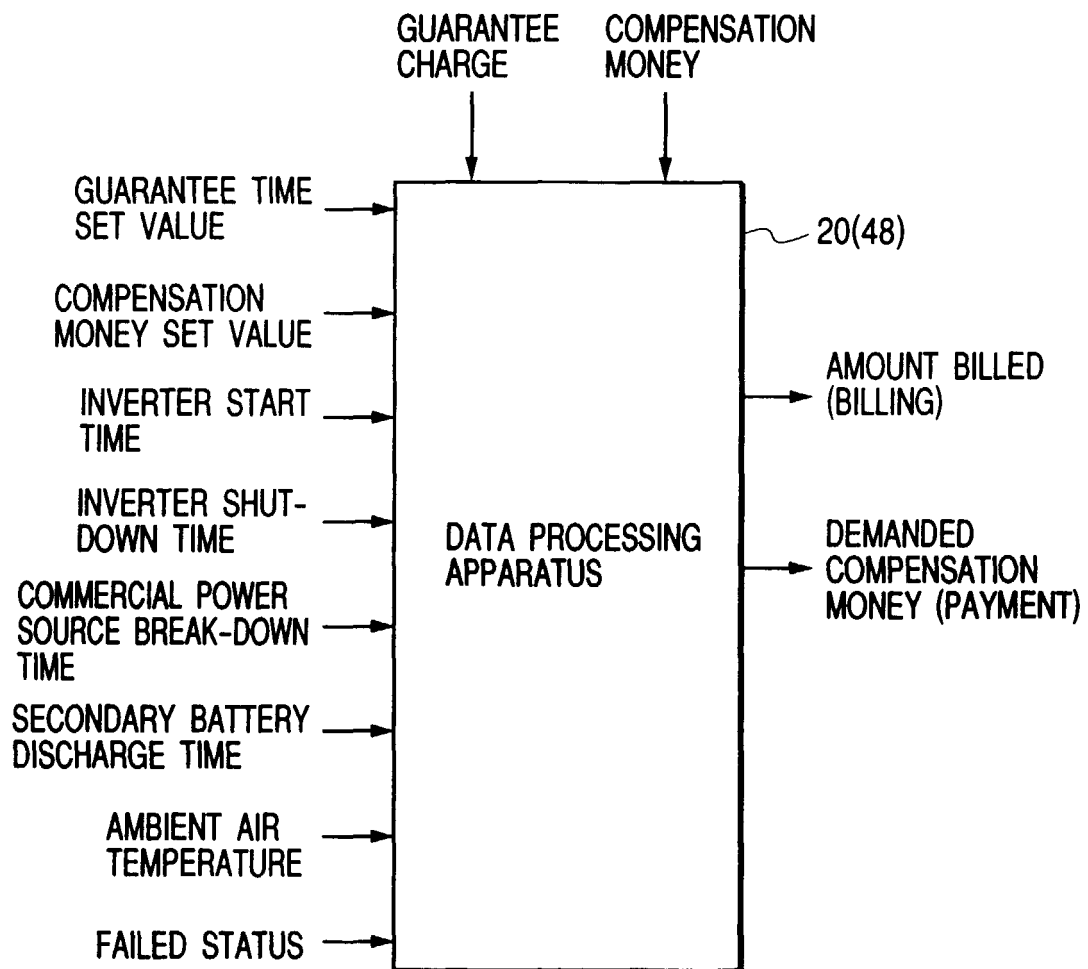 GUARANTEE
CHARGE
COMPENSATION
MONEY
GUARANTEE TIME
SET VALUE
COMPENSATION
MONEY SET VALUE
INVERTER START
TIME
INVERTER SHUT-
DOWN TIME
COMMERCIAL POWER
SOURCE BREAK-DOWN
TIME
SECONDARY BATTERY
DISCHARGE TIME
AMBIENT AIR
TEMPERATURE
FAILED STATUS
DATA PROCESSING
APPARATUS
20(48)
AMOUNT BILLED
(BILLING)
DEMANDED
COMPENSATION
MONEY (PAYMENT)